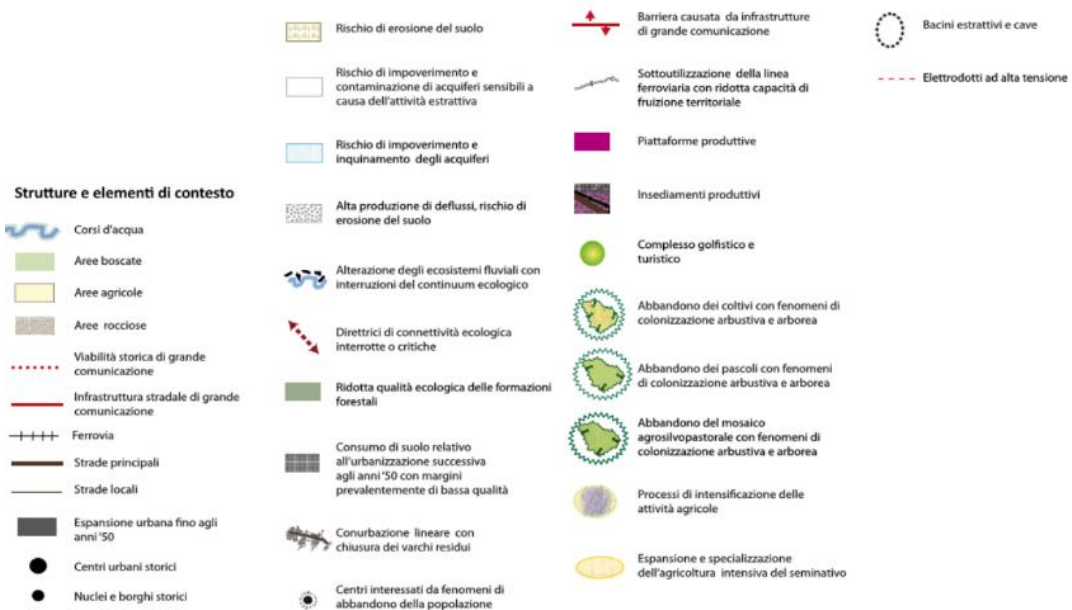 Strutture e elementi di contesto
Corsi d'acqua
Aree boscate
Aree agricole
Aree rocciose
Viabilità storica di grande
comunicazione
Infrastruttura stradale di grande
comunicazione
Ferrovia
Strade principali
Strade locali
Espansione urbana fino agli
anni '50
Centri urbani storici
Nuclei e borghi storici
Rischio di erosione del suolo
Rischio di impoverimento e
contaminazione di acquiferi sensibili a
causa dell'attività estrattiva
Rischio di impoverimento e
inquinamento degli acquiferi
Alta produzione di deflussi, rischio di
erosione del suolo
Alterazione degli ecosistemi fluviali con
interruzioni del continuum ecologico
Direttrici di connettività ecologica
interrotte o critiche
Ridotta qualità ecologica delle formazioni
forestali
Consumo di suolo relativo
all'urbanizzazione successiva
agli anni '50 con margini
prevalentemente di bassa qualità
Conurbazione lineare con
chiusura dei varchi residui
Centri interessati da fenomeni di
abbandono della popolazione
Barriera causata da infrastrutture
di grande comunicazione
Sottoutilizzazione della linea
ferroviaria con ridotta capacità di
fruizione territoriale
Piattaforme produttive
Insediamenti produttivi
Complesso golfistico e
turistico
Abbandono dei coltivi con fenomeni di
colonizzazione arbustiva e arborea
Abbandono dei pascoli con fenomeni
di colonizzazione arbustiva e arborea
Abbandono del mosaico
agrosilvopastorale con fenomeni di
colonizzazione arbustiva e arborea
Processi di intensificazione delle
attività agricole
Espansione e specializzazione
dell'agricoltura intensiva del seminativo
Bacini estrattivi e cave
Elettrodotti ad alta tensione